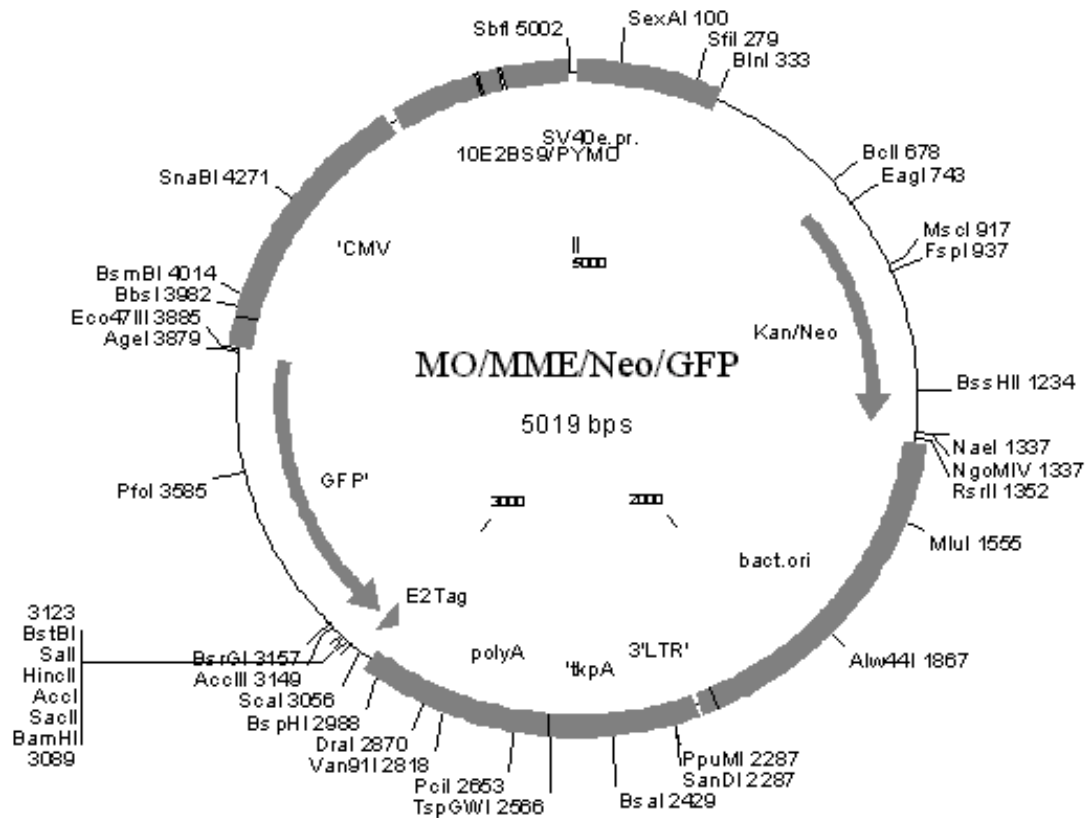 SbfI 5002
SexAI 100
SfiI 279
BlnI 333
SV40e.pr.
10E2BS9/PYMO
BclI 678
EagI 743
SnaBI 4271
MscI 917
FspI 937
'CMV
5000
BsmBI 4014
BbsI 3982
Eco47III 3885
AgeI 3879
Kan/Neo
MO/MME/Neo/GFP
BssHII 1234
5019 bps
NaeI 1337
NgoMIV 1337
RsrII 1352
PfoI 3585
GFP'
3000
2000
MluI 1555
bact.ori
E2Tag
3123
BstBI
SalI
HincII
AccI
SacII
BamHI
3089
polyA
'tkpA
3'LTR'
BsrGI 3157
AccIII 3149
ScaI 3056
BspHI 2988
DraI 2870
Van91I 2818
PciI 2653
TspGWI 2566
Alw44I 1867
PpuMI 2287
SanDI 2287
BsaI 2429